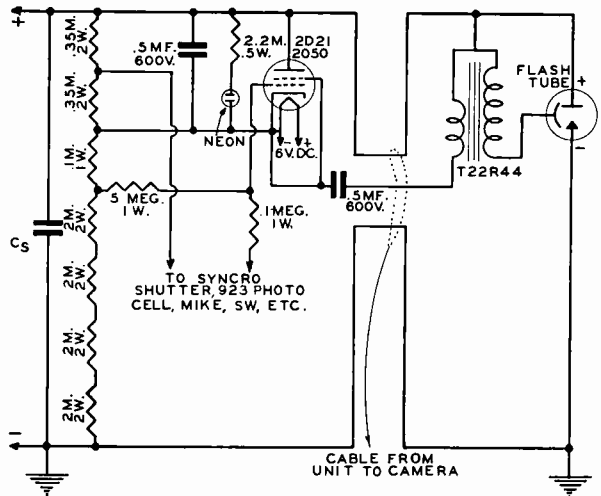 +
.35M.
2W.
.35M.
2W.
.1M.
1W.
2M.
2W.
2M.
2W.
2M.
2W.
2M.
2W.
CS
.5MF.
600V.
2.2M.
.5W.
NEON
2D21
2050
- +
6V. DC.
.5 MEG.
1W.
.1MEG.
1W.
.5MF.
600V.
TO SYNCRO
SHUTTER, 923 PHOTO
CELL, MIKE, SW, ETC.
T22R44
FLASH
TUBE
+
-
-
CABLE FROM
UNIT TO CAMERA